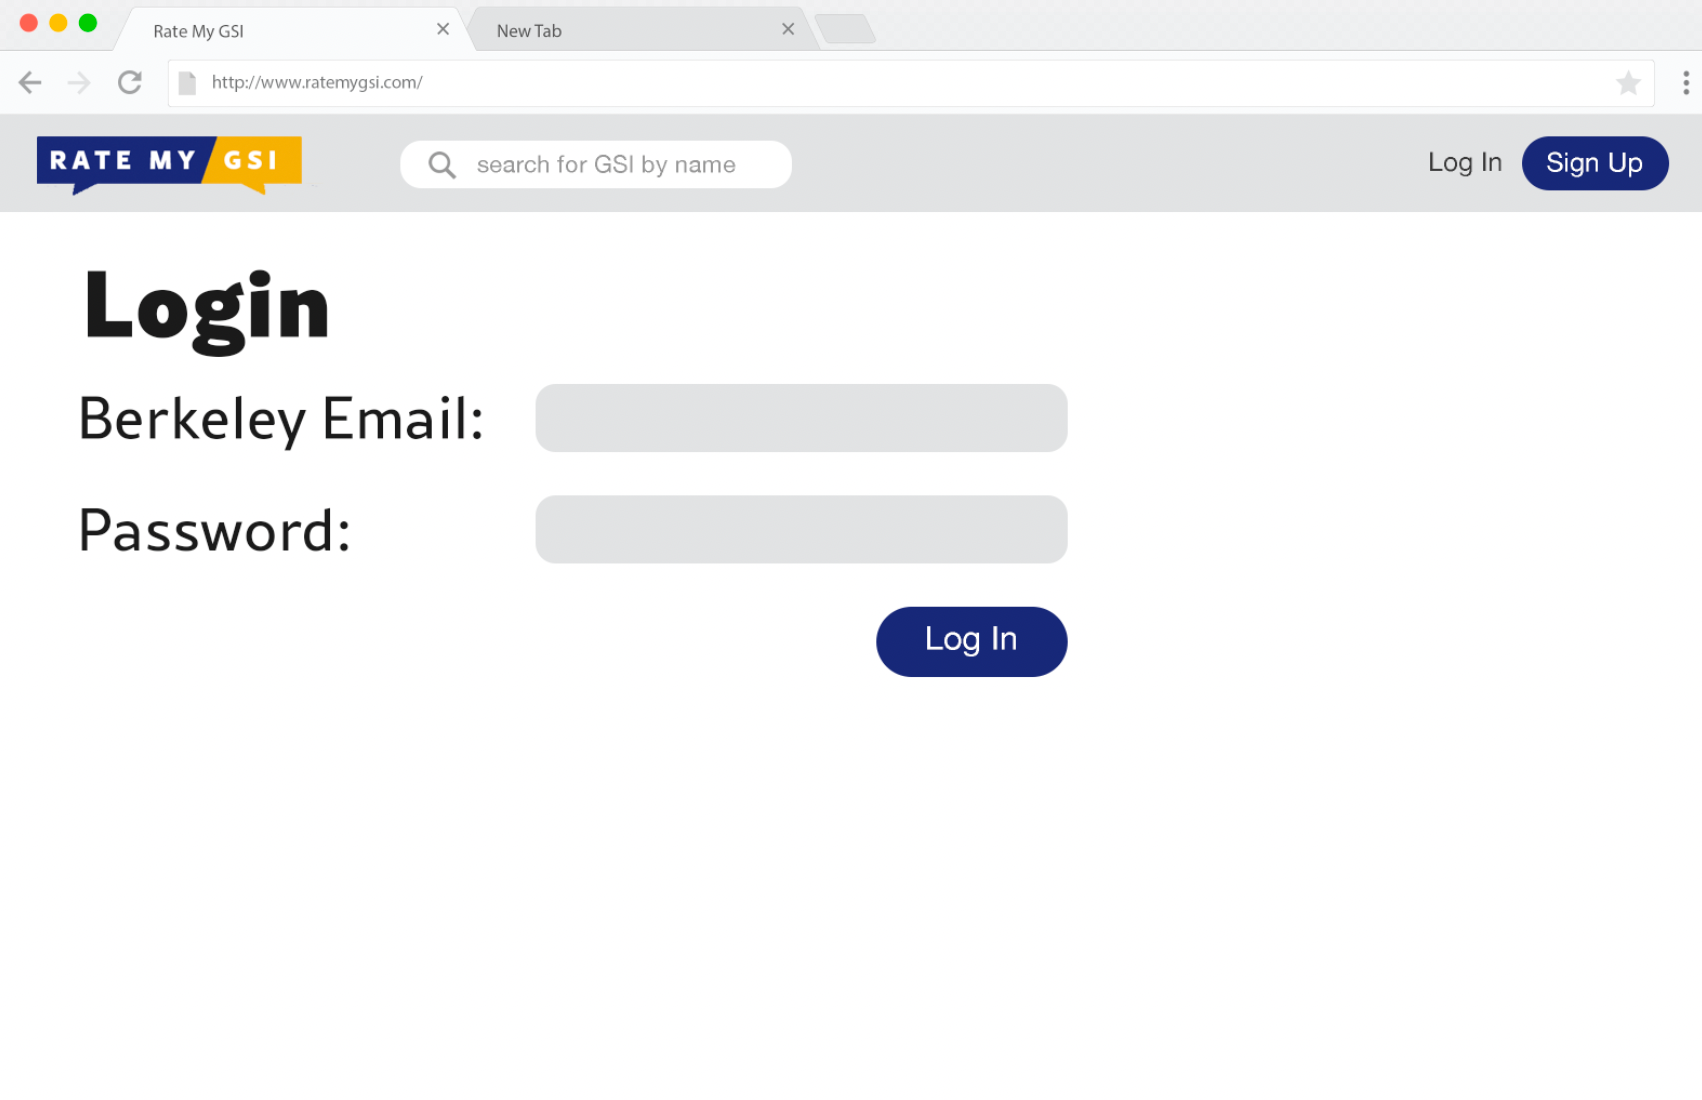 Rate My GSI
New Tab
http://www.ratemygsi.com/
RATE MY GSI
search for GSI by name
Log In
Sign Up
Login
Berkeley Email:
Password:
Log In